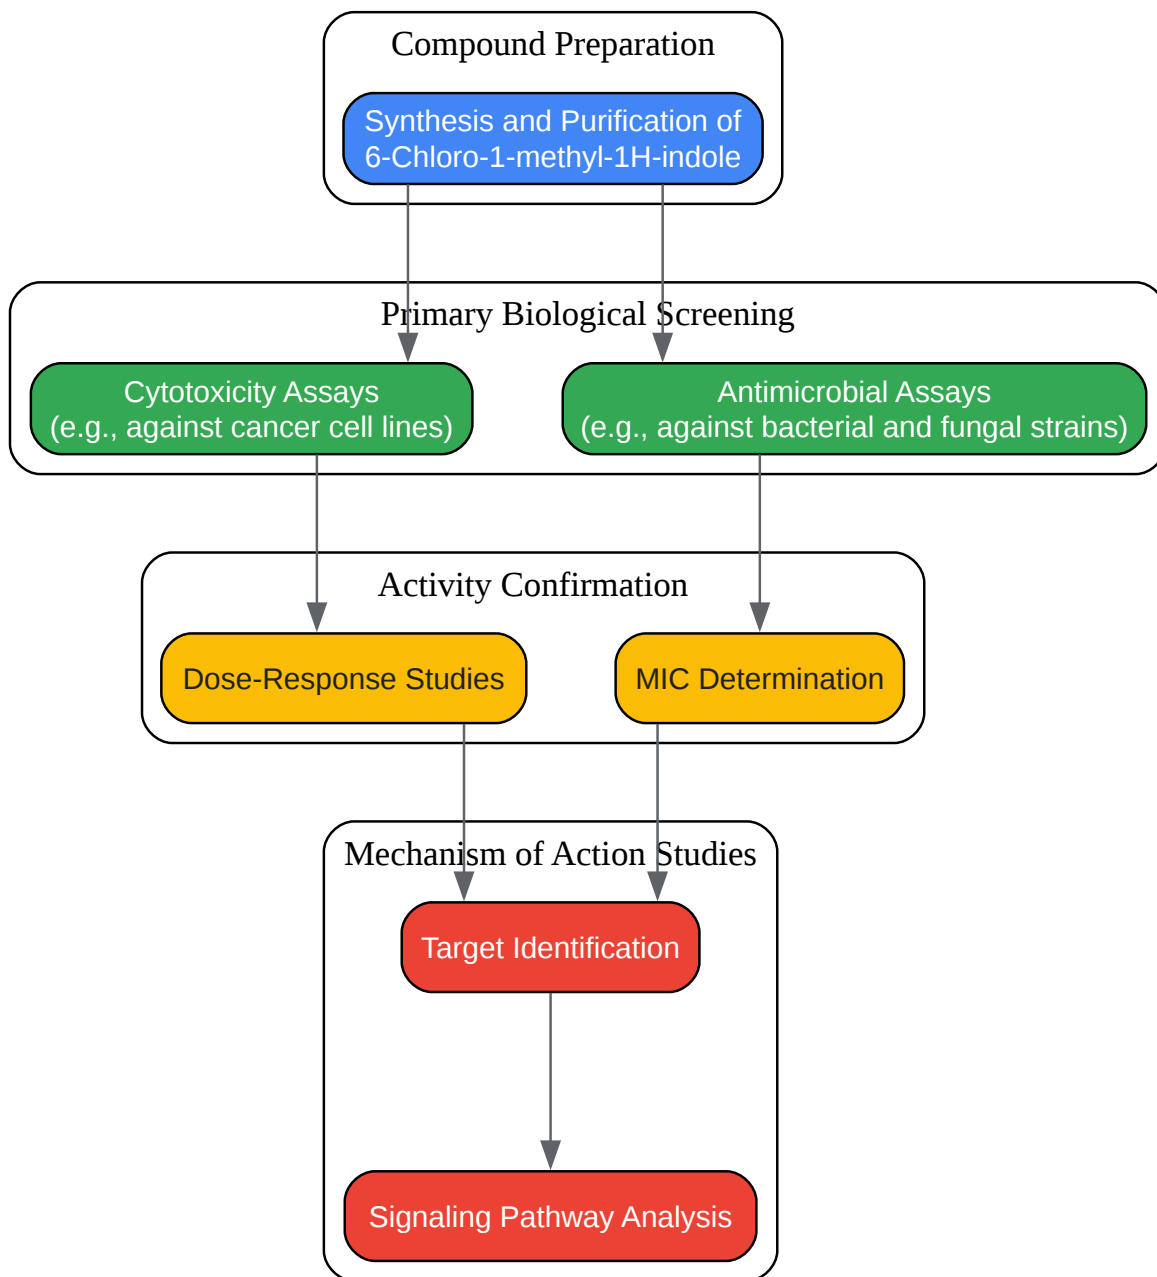 Compound Preparation
Synthesis and Purification of
6-Chloro-1-methyl-1H-indole
Primary Biological Screening
Cytotoxicity Assays
(e.g., against cancer cell lines)
Antimicrobial Assays
(e.g., against bacterial and fungal strains)
Activity Confirmation
Dose-Response Studies
MIC Determination
Mechanism of Action Studies
Target Identification
Signaling Pathway Analysis